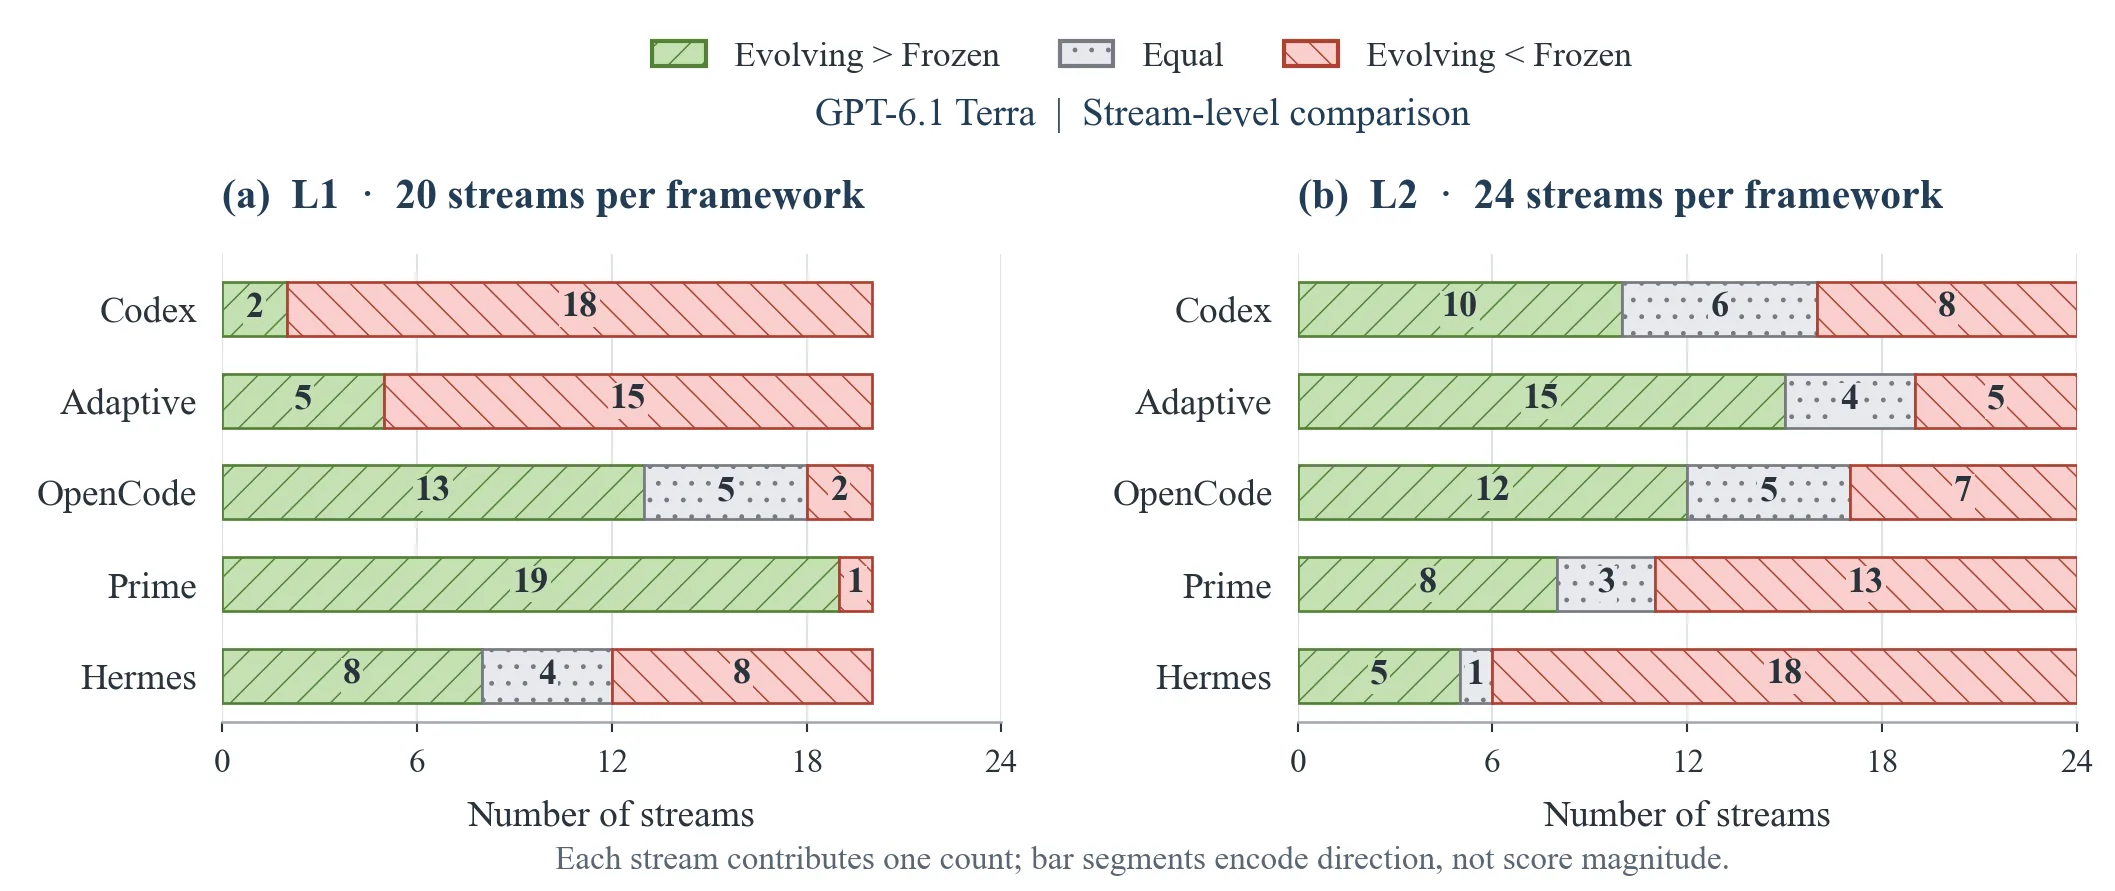 Evolving > Frozen Equal Evolving < Frozen
GPT-6.1 Terra | Stream-level comparison
(a) L1 · 20 streams per framework
Codex 2 18
Adaptive 5 15
OpenCode 13 5 2
Prime 19 1
Hermes 8 4 8
0 6 12 18 24
Number of streams
(b) L2 · 24 streams per framework
Codex 10 6 8
Adaptive 15 4 5
OpenCode 12 5 7
Prime 8 3 13
Hermes 5 1 18
0 6 12 18 24
Number of streams
Each stream contributes one count; bar segments encode direction, not score magnitude.